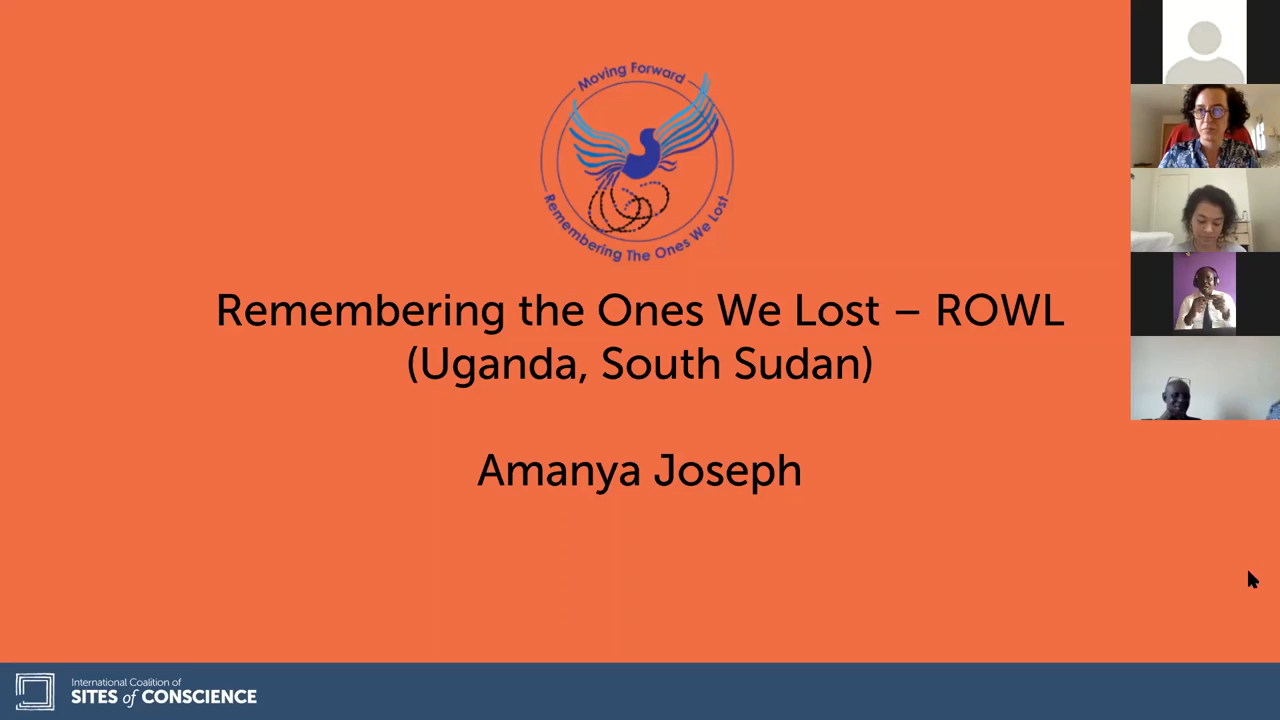 Moving Forward
Remembering The Ones We Lost
Remembering the Ones We Lost – ROWL
(Uganda, South Sudan)
Amanya Joseph
International Coalition of
SITES of CONSCIENCE